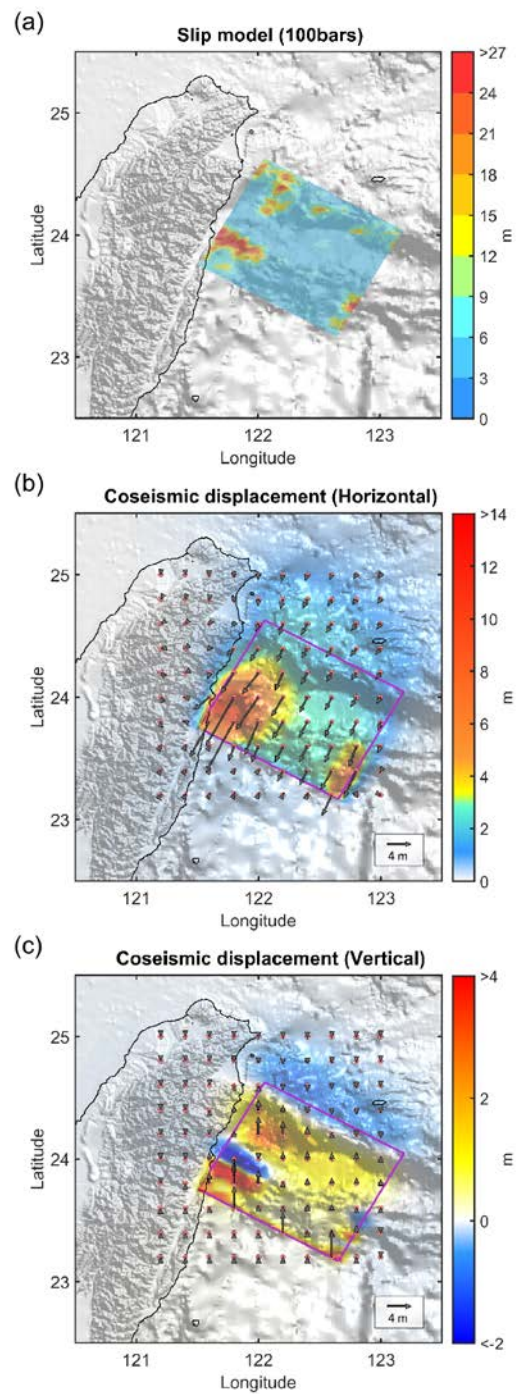 (a)
Slip model (100bars)
>27
24
21
18
15
12
9
6
3
0
m
25
24
23
Latitude
121
122
123
Longitude
(b)
Coseismic displacement (Horizontal)
>14
12
10
8
6
4
2
0
m
25
24
23
Latitude
4 m
121
122
123
Longitude
(c)
Coseismic displacement (Vertical)
>4
2
0
<-2
m
25
24
23
Latitude
4 m
121
122
123
Longitude